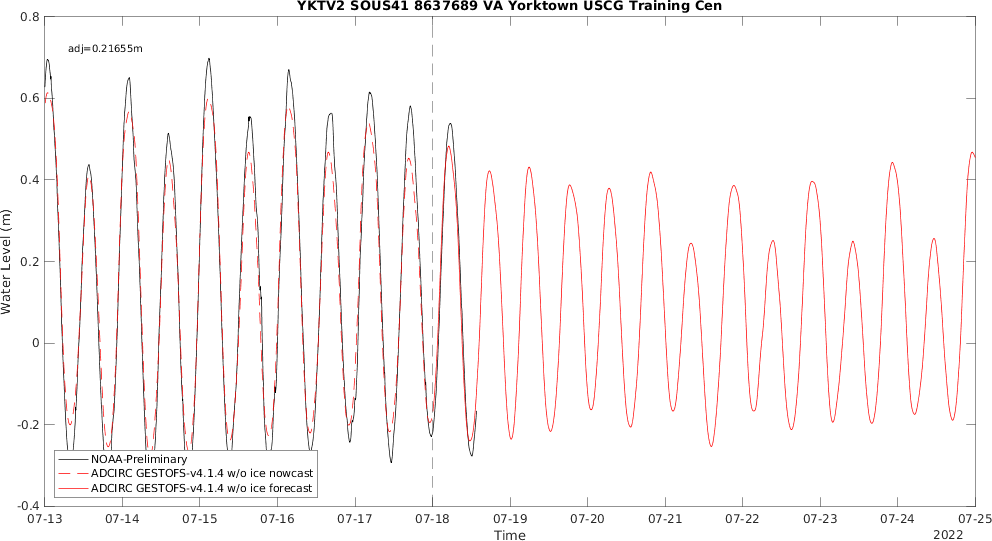 YKTV2 SOUS41 8637689 VA Yorktown USCG Training Cen
adj=0.21655m
0.8
0.6
0.4
0.2
0
-0.2
-0.4
Water Level (m)
NOAA-Preliminary
ADCIRC GESTOFS-v4.1.4 w/o ice nowcast
ADCIRC GESTOFS-v4.1.4 w/o ice forecast
07-13 07-14 07-15 07-16 07-17 07-18 07-19 07-20 07-21 07-22 07-23 07-24 07-25
Time
2022